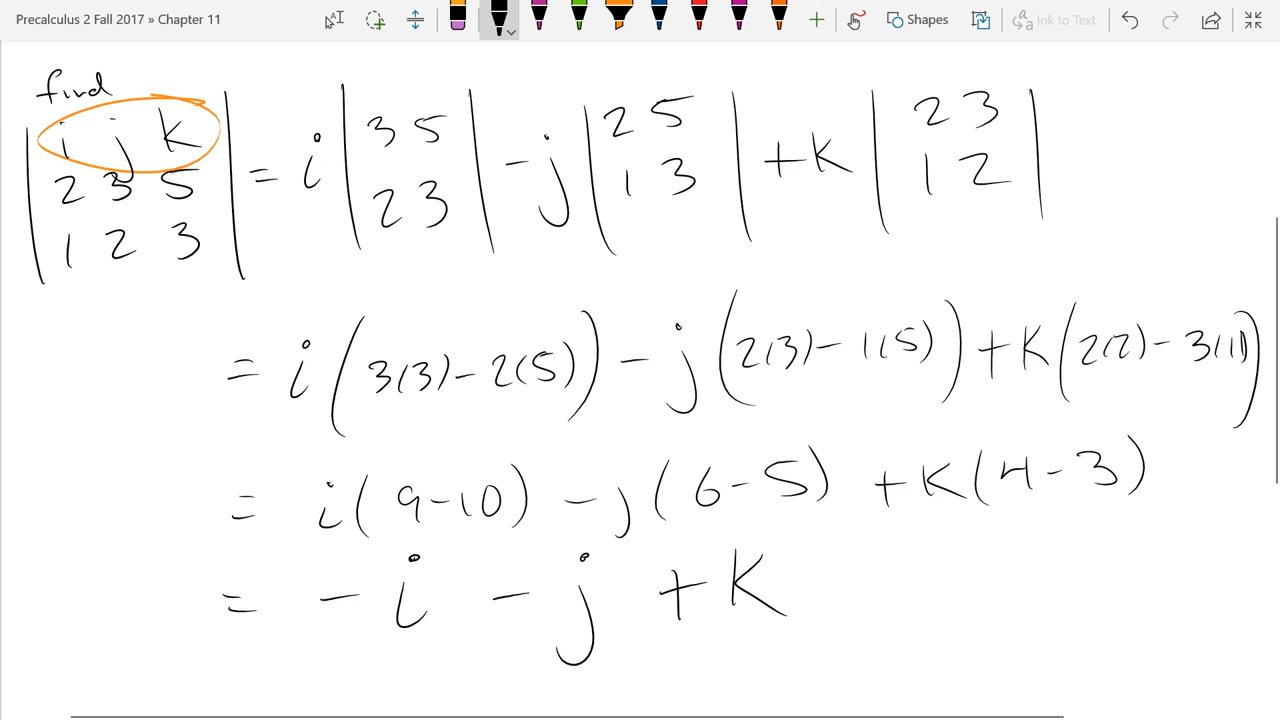 Precalculus 2 Fall 2017 » Chapter 11
Shapes
Ink to Text
find
| i j k | = i | 3 5 | - j | 2 5 | + k | 2 3 |
| 2 3 5 | | 2 3 | | 1 3 | | 1 2 |
| 1 2 3 |
= i (3(3) - 2(5)) - j (2(3) - 1(5)) + k (2(2) - 3(1))
= i (9 - 10) - j (6 - 5) + k (4 - 3)
= - i - j + k